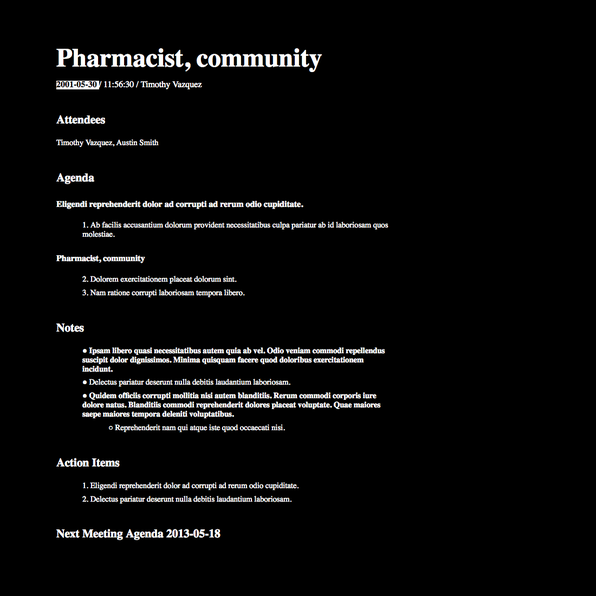 Pharmacist, community
2001-05-30 / 11:56:30 / Timothy Vazquez
Attendees
Timothy Vazquez, Austin Smith
Agenda
Eligendi reprehenderit dolor ad corrupti ad rerum odio cupiditate.
1. Ab facilis accusantium dolorum provident necessitatibus culpa pariatur ab id laboriosam quos
molestiae.
Pharmacist, community
2. Dolorem exercitationem placeat dolorum sint.
3. Nam ratione corrupti laboriosam tempora libero.
Notes
● Ipsam libero quasi necessitatibus autem quia ab vel. Odio veniam commodi repellendus
suscipit dolor dignissimos. Minima quisquam facere quod doloribus exercitationem
incidunt.
● Delectus pariatur deserunt nulla debitis laudantium laboriosam.
● Quidem officiis corrupti mollitia nisi autem blanditiis. Rerum commodi corporis iure
dolore natus. Blanditiis commodi reprehenderit dolores placeat voluptate. Quae maiores
saepe maiores tempora deleniti voluptatibus.
○ Reprehenderit nam qui atque iste quod occaecati nisi.
Action Items
1. Eligendi reprehenderit dolor ad corrupti ad rerum odio cupiditate.
2. Delectus pariatur deserunt nulla debitis laudantium laboriosam.
Next Meeting Agenda 2013-05-18